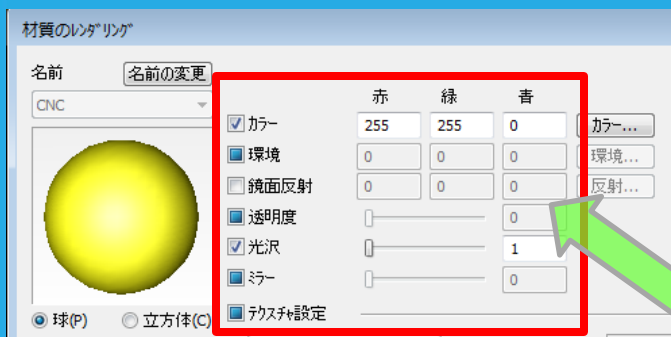 材質のﾚﾝﾀﾞﾘﾝｸﾞ
名前 名前の変更
CNC
赤 緑 青
ｶﾗｰ 255 255 0 ｶﾗｰ...
環境 0 0 0 環境...
鏡面反射 0 0 0 反射...
透明度 0
光沢 1
ﾐﾗｰ 0
ﾃｸｽﾁｬ設定
球(P) 立方体(C)